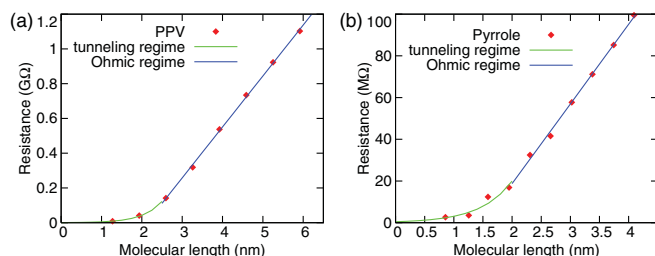 (a)
PPV
tunneling regime
Ohmic regime
Resistance (GΩ)
1.2
1
0.8
0.6
0.4
0.2
0
0 1 2 3 4 5 6
Molecular length (nm)
(b)
Pyrrole
tunneling regime
Ohmic regime
Resistance (MΩ)
100
80
60
40
20
0
0 0.5 1 1.5 2 2.5 3 3.5 4
Molecular length (nm)